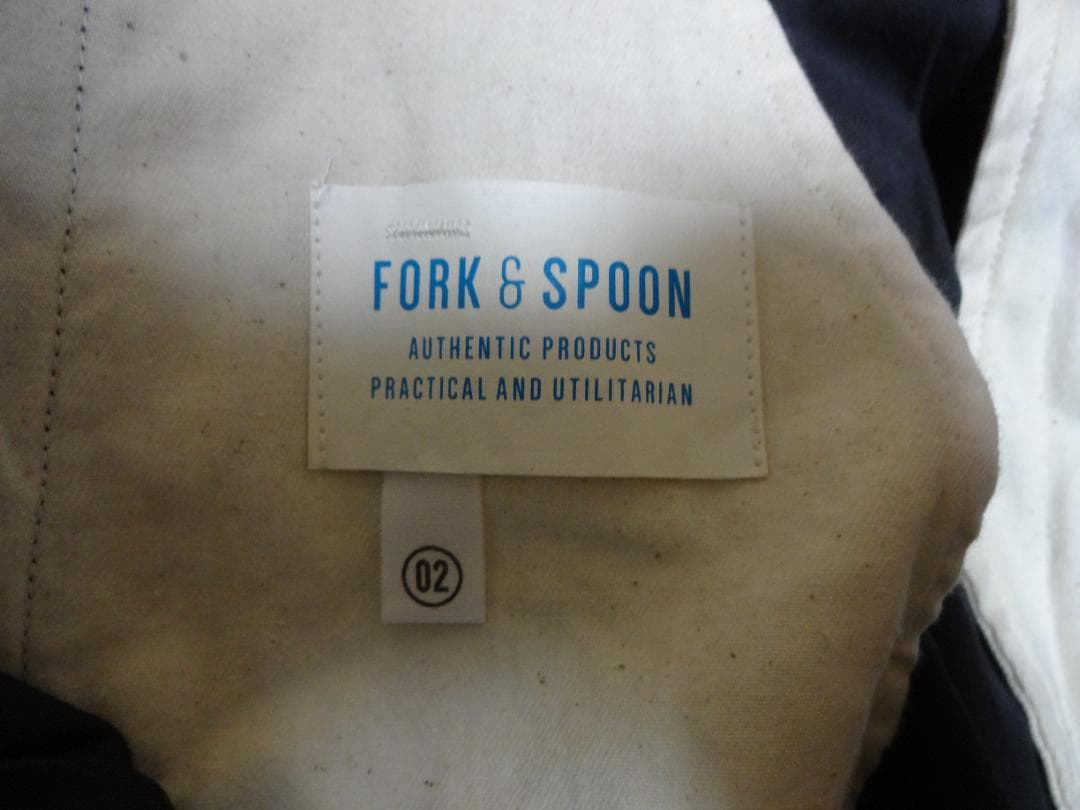 FORK & SPOON
AUTHENTIC PRODUCTS
PRACTICAL AND UTILITARIAN
02